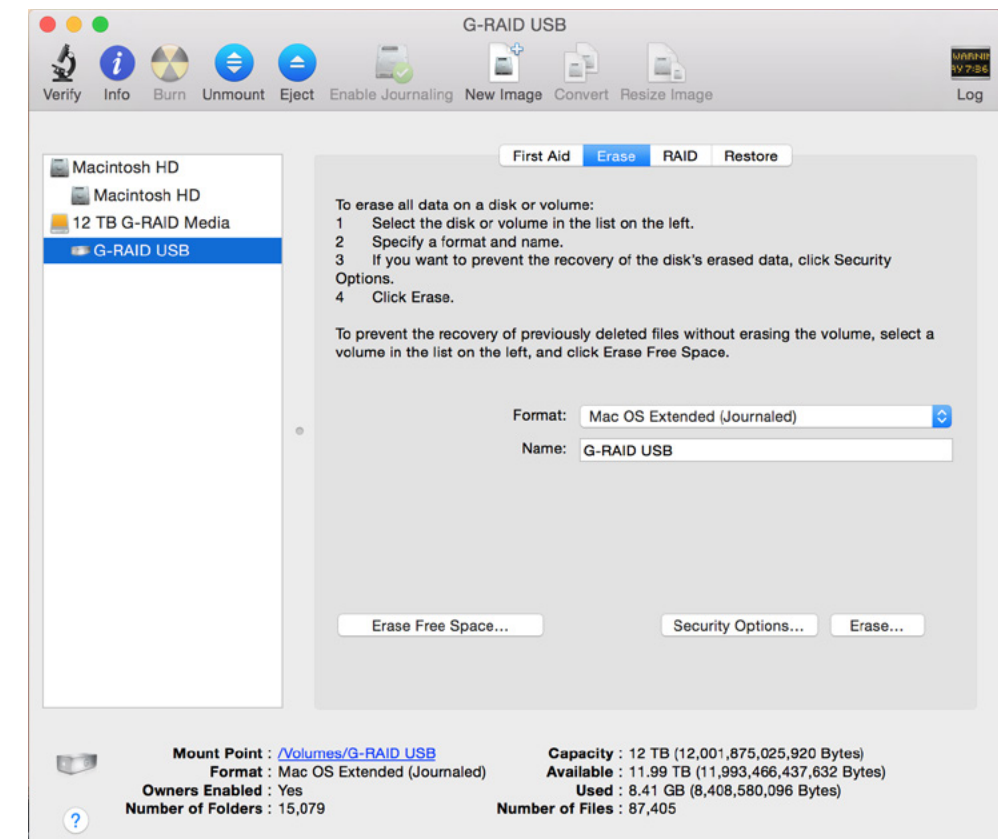 G-RAID USB
Verify Info Burn Unmount Eject Enable Journaling New Image Convert Resize Image Log
WARNIN
AY 7:36
First Aid Erase RAID Restore
Macintosh HD
Macintosh HD
12 TB G-RAID Media
G-RAID USB
To erase all data on a disk or volume:
1 Select the disk or volume in the list on the left.
2 Specify a format and name.
3 If you want to prevent the recovery of the disk's erased data, click Security
Options.
4 Click Erase.
To prevent the recovery of previously deleted files without erasing the volume, select a
volume in the list on the left, and click Erase Free Space.
Format: Mac OS Extended (Journaled)
Name: G-RAID USB
Erase Free Space... Security Options... Erase...
Mount Point : /Volumes/G-RAID USB Capacity : 12 TB (12,001,875,025,920 Bytes)
Format : Mac OS Extended (Journaled) Available : 11.99 TB (11,993,466,437,632 Bytes)
Owners Enabled : Yes Used : 8.41 GB (8,408,580,096 Bytes)
Number of Folders : 15,079 Number of Files : 87,405
?